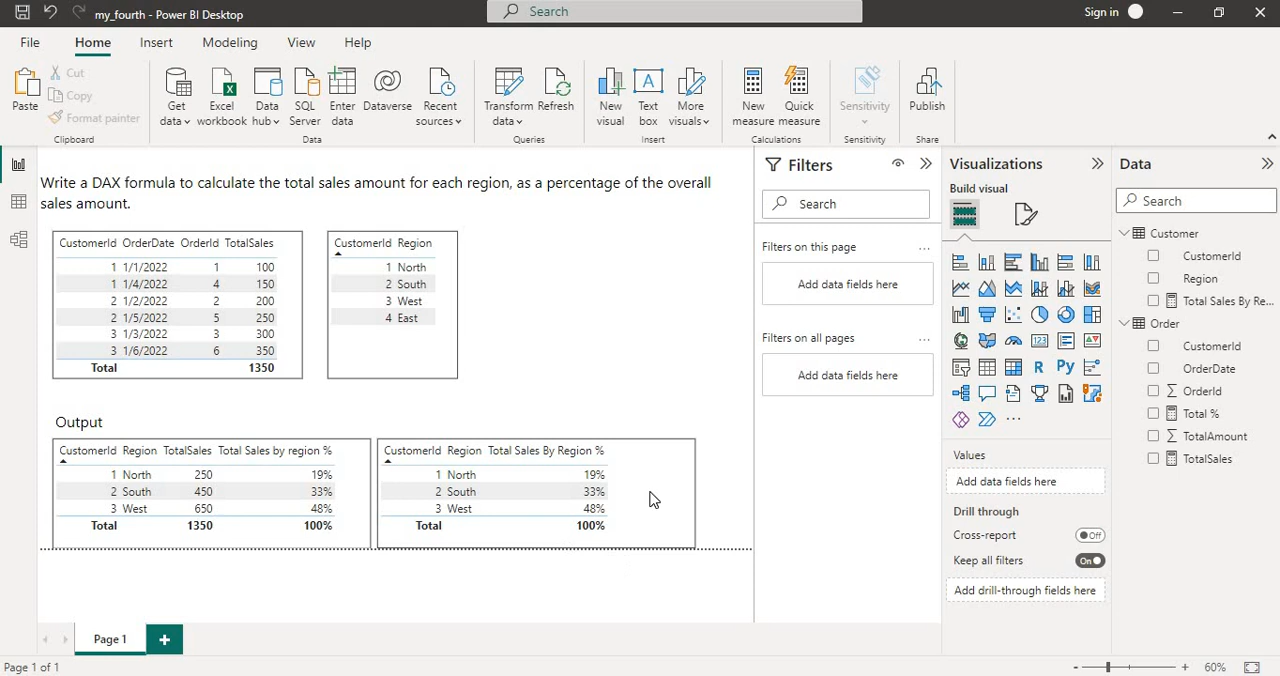 my_fourth - Power BI Desktop
Search
Sign in
File Home Insert Modeling View Help
Paste
Cut
Copy
Format painter
Clipboard
Get data
Excel workbook
Data hub
SQL Server
Enter data
Dataverse
Recent sources
Data
Transform data
Refresh
Queries
New visual
Text box
A
More visuals
Insert
New measure
Quick measure
Calculations
Sensitivity
Sensitivity
Publish
Share
Write a DAX formula to calculate the total sales amount for each region, as a percentage of the overall
sales amount.
CustomerId OrderDate OrderId TotalSales
1 1/1/2022 1 100
1 1/4/2022 4 150
2 1/2/2022 2 200
2 1/5/2022 5 250
3 1/3/2022 3 300
3 1/6/2022 6 350
Total 1350
CustomerId Region
1 North
2 South
3 West
4 East
Output
CustomerId Region TotalSales Total Sales by region %
1 North 250 19%
2 South 450 33%
3 West 650 48%
Total 1350 100%
CustomerId Region Total Sales By Region %
1 North 19%
2 South 33%
3 West 48%
Total 100%
Page 1
Page 1 of 1
Filters
Search
Filters on this page ...
Add data fields here
Filters on all pages ...
Add data fields here
Visualizations
Build visual
123
R
Py
...
Values
Add data fields here
Drill through
Cross-report Off
Keep all filters On
Add drill-through fields here
Data
Search
Customer
CustomerId
Region
Total Sales By Re...
Order
CustomerId
OrderDate
∑ OrderId
Total %
∑ TotalAmount
TotalSales
- + 60%